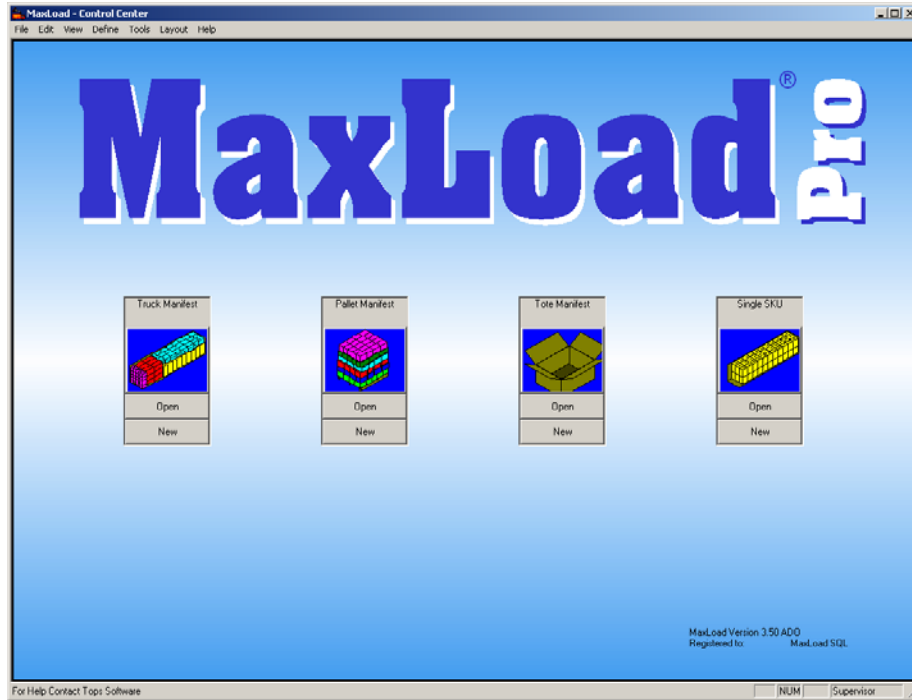 MaxLoad - Control Center
File Edit View Define Tools Layout Help
MaxLoad® Pro
Truck Manifest Pallet Manifest Tote Manifest Single SKU
Open Open Open Open
New New New New
MaxLoad Version 3.50 ADO
Registered to: MaxLoad SQL
For Help Contact Tops Software NUM Supervisor